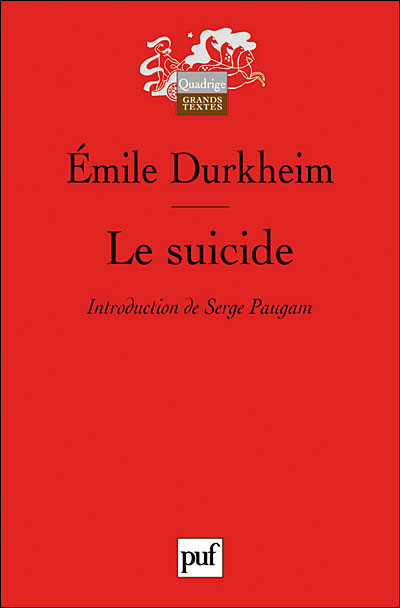 Quadrige
GRANDS
TEXTES
Émile Durkheim
Le suicide
Introduction de Serge Paugam
puf